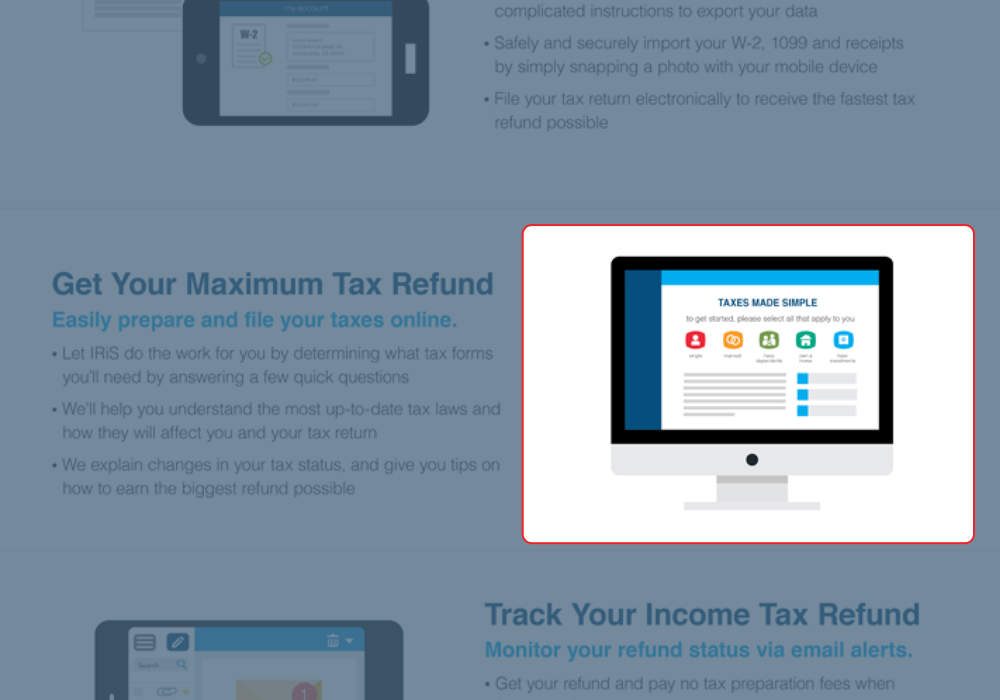 my account
complicated instructions to export your data
W-2
• Safely and securely import your W-2, 1099 and receipts
by simply snapping a photo with your mobile device
• File your tax return electronically to receive the fastest tax
refund possible
Get Your Maximum Tax Refund
Easily prepare and file your taxes online.
• Let IRiS do the work for you by determining what tax forms
you'll need by answering a few quick questions
• We'll help you understand the most up-to-date tax laws and
how they will affect you and your tax return
• We explain changes in your tax status, and give you tips on
how to earn the biggest refund possible
TAXES MADE SIMPLE
to get started, please select all that apply to you
single
married
have
dependents
own a
home
have
investments
Track Your Income Tax Refund
Monitor your refund status via email alerts.
• Get your refund and pay no tax preparation fees when
Search
1